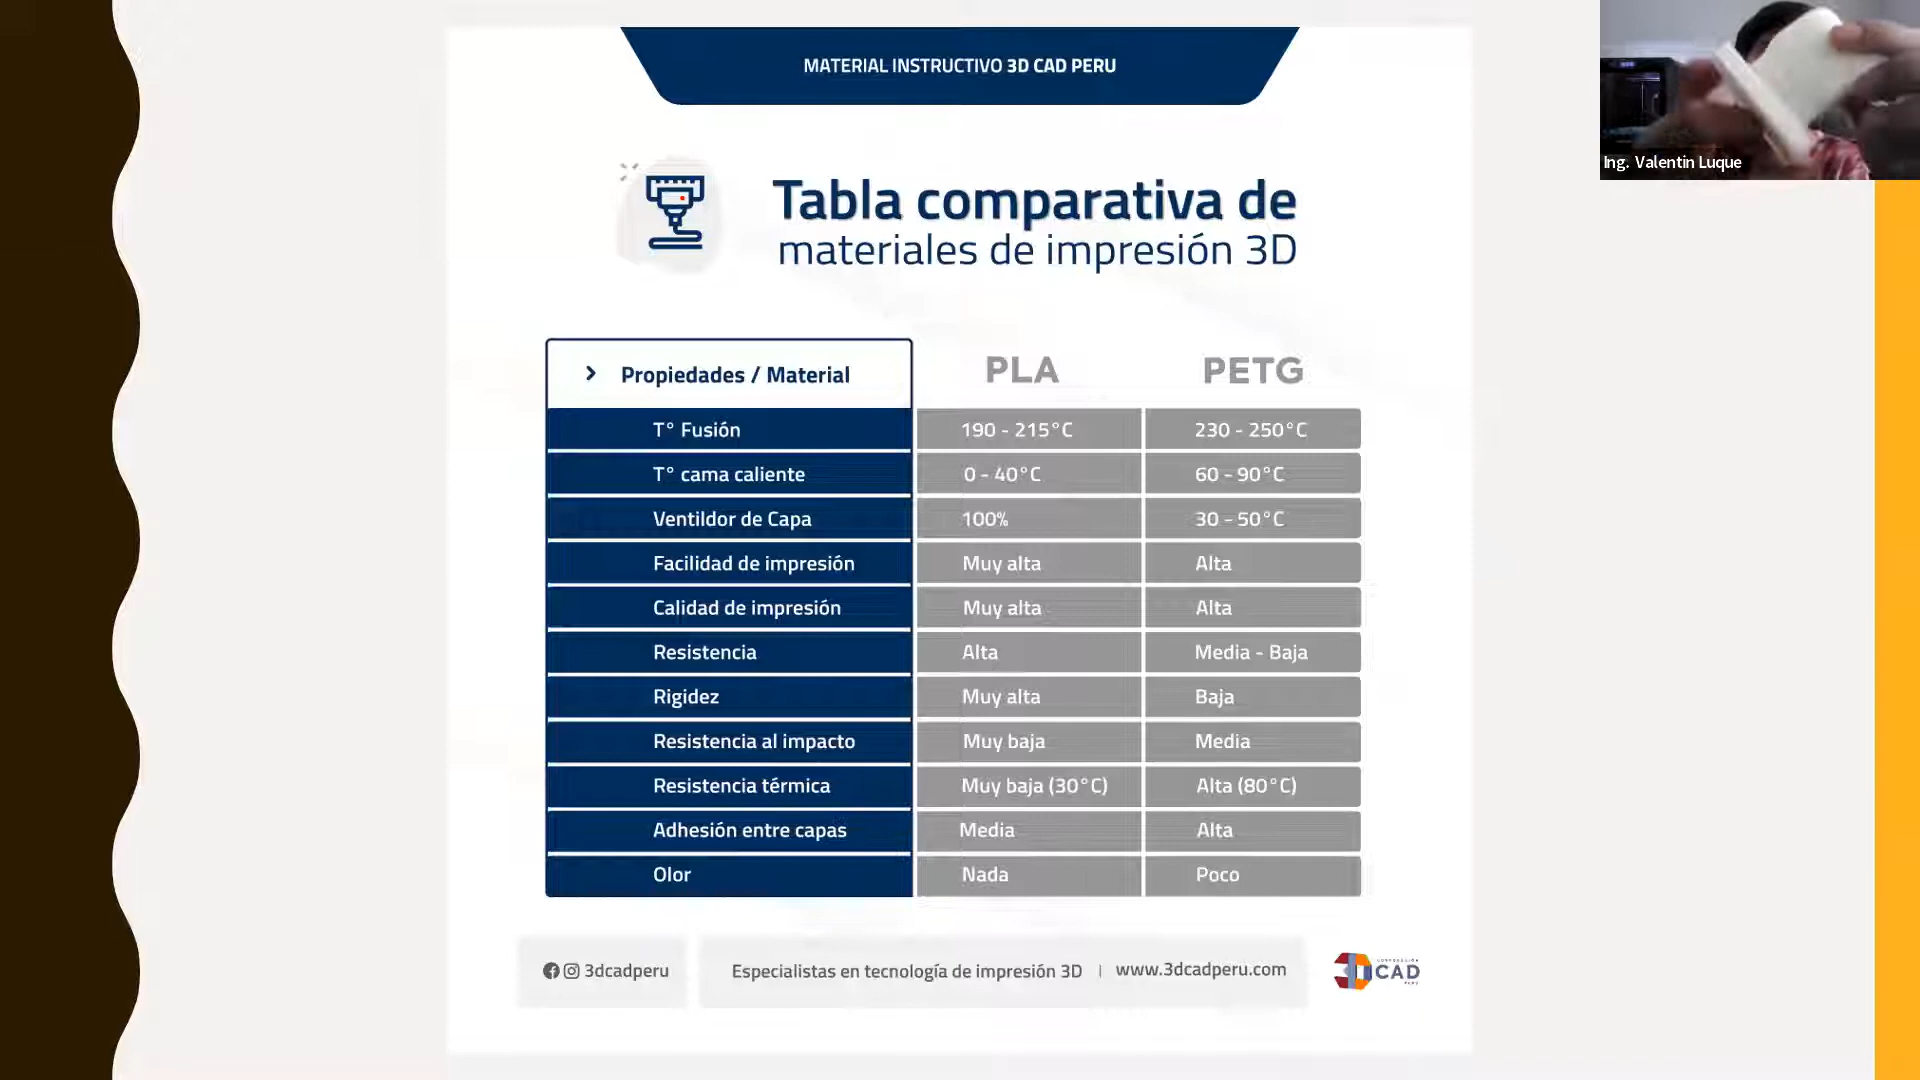 MATERIAL INSTRUCTIVO 3D CAD PERU
Ing. Valentin Luque
Tabla comparativa de
materiales de impresión 3D
Propiedades / Material PLA PETG
T° Fusión 190 - 215°C 230 - 250°C
T° cama caliente 0 - 40°C 60 - 90°C
Ventildor de Capa 100% 30 - 50°C
Facilidad de impresión Muy alta Alta
Calidad de impresión Muy alta Alta
Resistencia Alta Media - Baja
Rigidez Muy alta Baja
Resistencia al impacto Muy baja Media
Resistencia térmica Muy baja (30°C) Alta (80°C)
Adhesión entre capas Media Alta
Olor Nada Poco
3dcadperu
Especialistas en tecnología de impresión 3D | www.3dcadperu.com
CORPORACIÓN
3D CAD
PERU